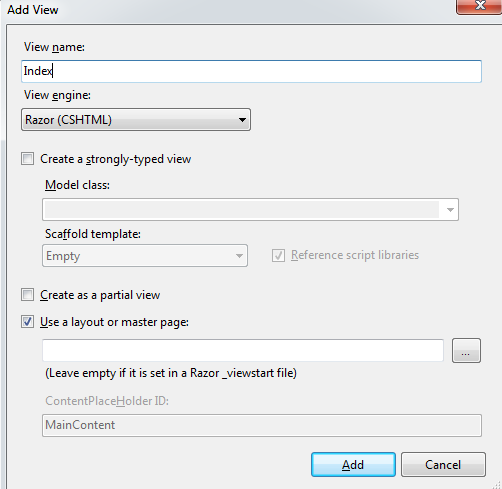 Add View
View name:
Index
View engine:
Razor (CSHTML)
Create a strongly-typed view
Model class:
Scaffold template:
Empty
Reference script libraries
Create as a partial view
Use a layout or master page:
...
(Leave empty if it is set in a Razor _viewstart file)
ContentPlaceHolder ID:
MainContent
Add
Cancel